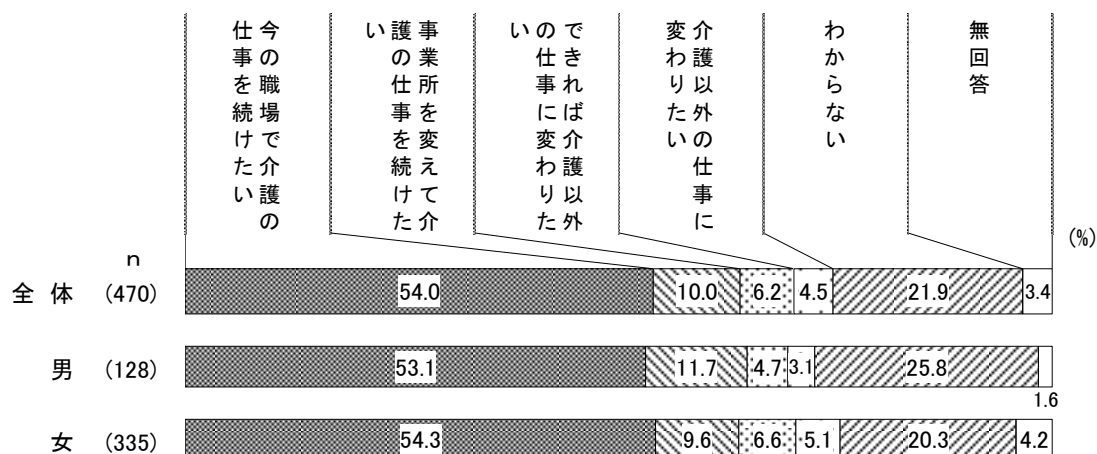 今の職場で介護の
仕事を続けたい
事業所を変えて介
護の仕事を続けた
い
できれば介護以外
の仕事に変わりた
い
介護以外の仕事に
変わりたい
わからない
無回答
(%)
n
全 体 (470) 54.0 10.0 6.2 4.5 21.9 3.4
男 (128) 53.1 11.7 4.7 3.1 25.8
1.6
女 (335) 54.3 9.6 6.6 5.1 20.3 4.2